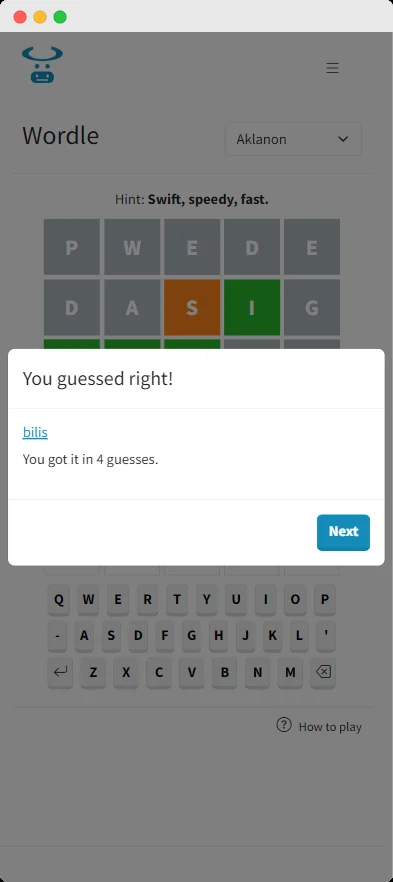 Wordle
Aklanon
Hint: Swift, speedy, fast.
P W E D E
D A S I G
You guessed right!
bilis
You got it in 4 guesses.
Next
Q W E R T Y U I O P
- A S D F G H J K L '
Z X C V B N M
How to play